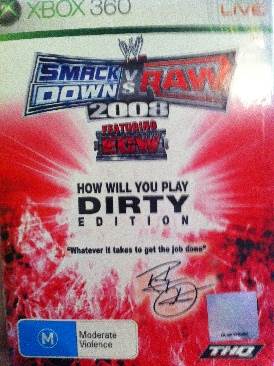 XBOX 360
LIVE
W
SMACK
DOWN
VS
RAW
2008
FEATURING
ECW
HOW WILL YOU PLAY
DIRTY
EDITION
"Whatever it takes to get the job done"
M
Moderate
Violence
THQ